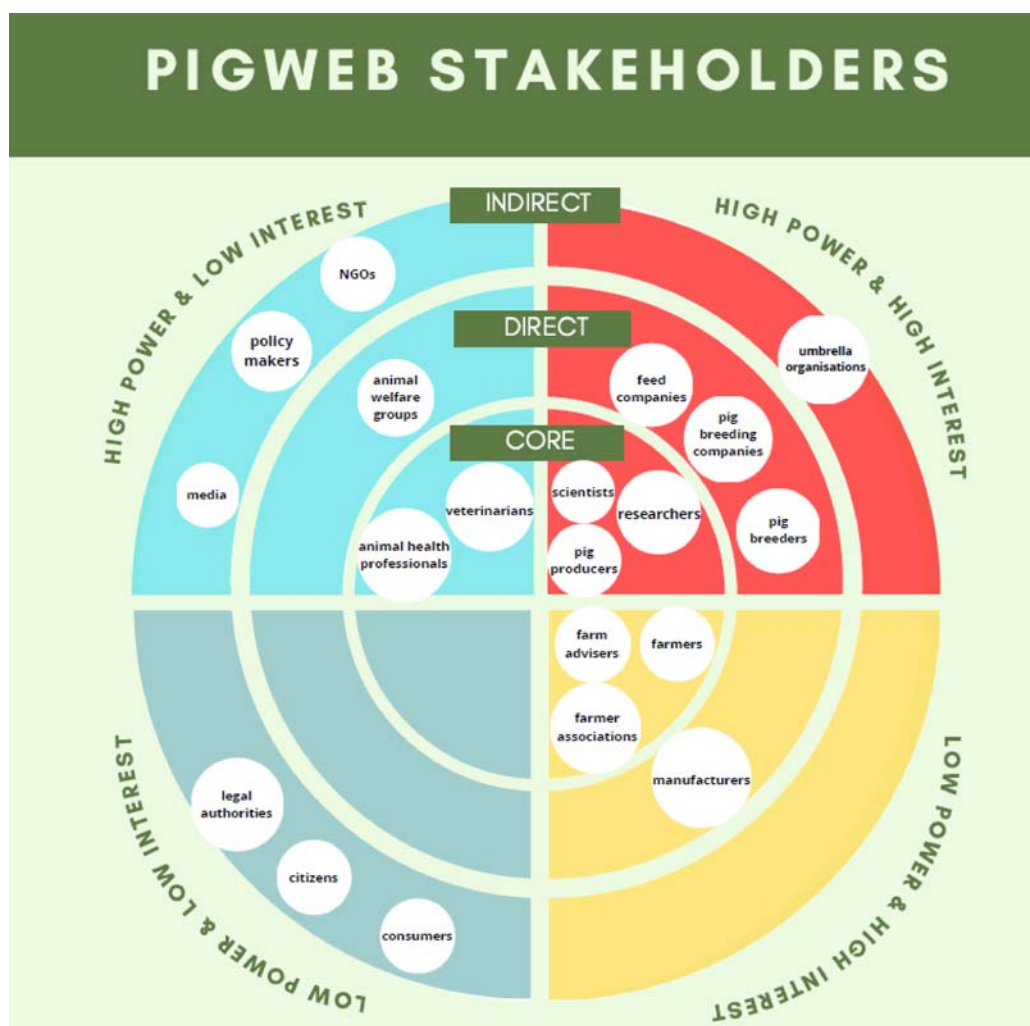 PIGWEB STAKEHOLDERS
HIGH POWER & LOW INTEREST
INDIRECT
HIGH POWER & HIGH INTEREST
NGOs
policy
makers
media
DIRECT
animal
welfare
groups
CORE
veterinarians
animal health
professionals
umbrella
organisations
feed
companies
pig
breeding
companies
pig
breeders
scientists
researchers
pig
producers
farm
advisers
farmers
farmer
associations
manufacturers
legal
authorities
citizens
consumers
LOW POWER & LOW INTEREST
LOW POWER & HIGH INTEREST